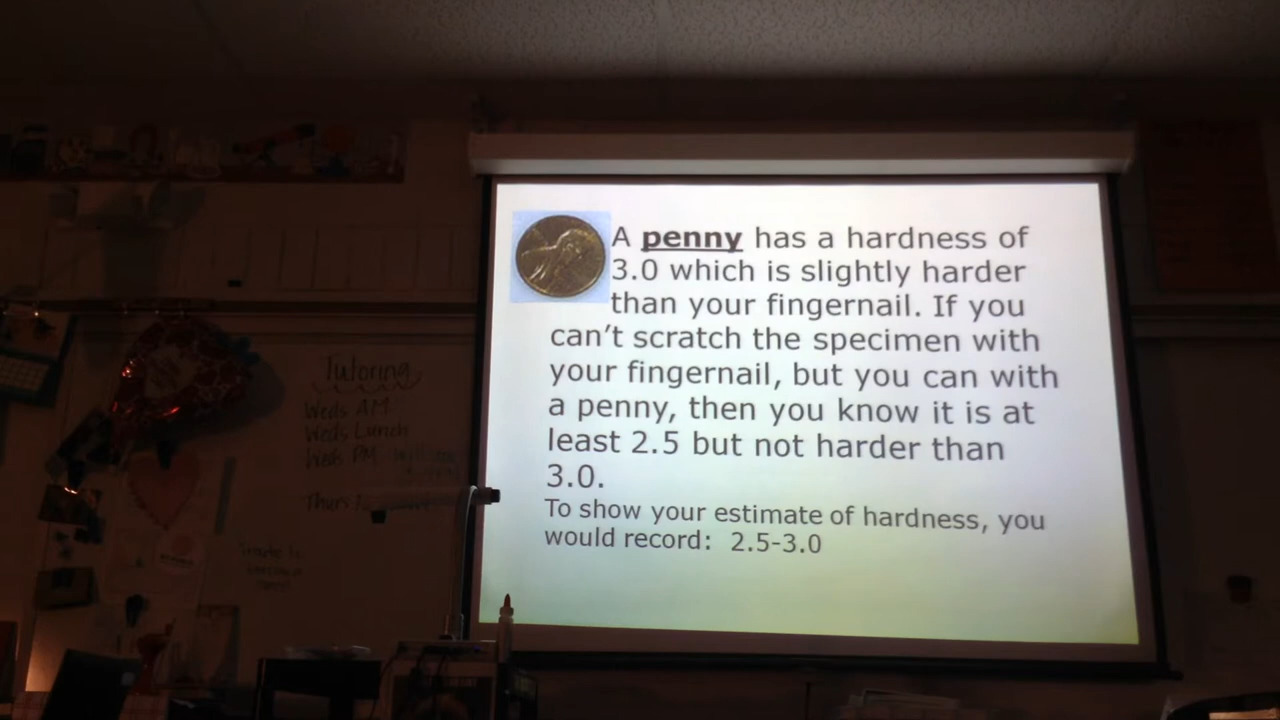 A penny has a hardness of
3.0 which is slightly harder
than your fingernail. If you
can’t scratch the specimen with
your fingernail, but you can with
a penny, then you know it is at
least 2.5 but not harder than
3.0.
To show your estimate of hardness, you
would record: 2.5-3.0
Tutoring
Weds AM
Weds Lunch
Weds PM
Thurs